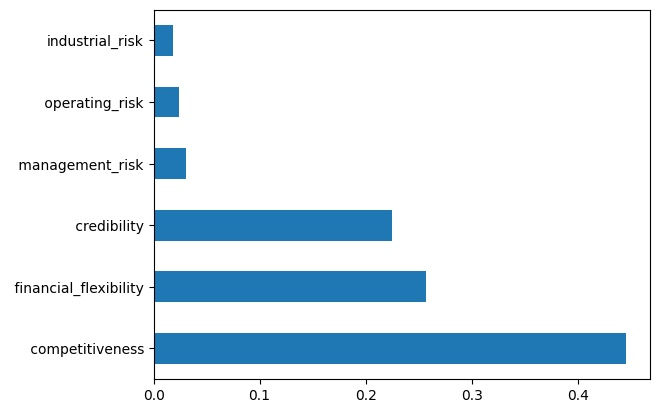 industrial_risk
operating_risk
management_risk
credibility
financial_flexibility
competitiveness
0.0 0.1 0.2 0.3 0.4